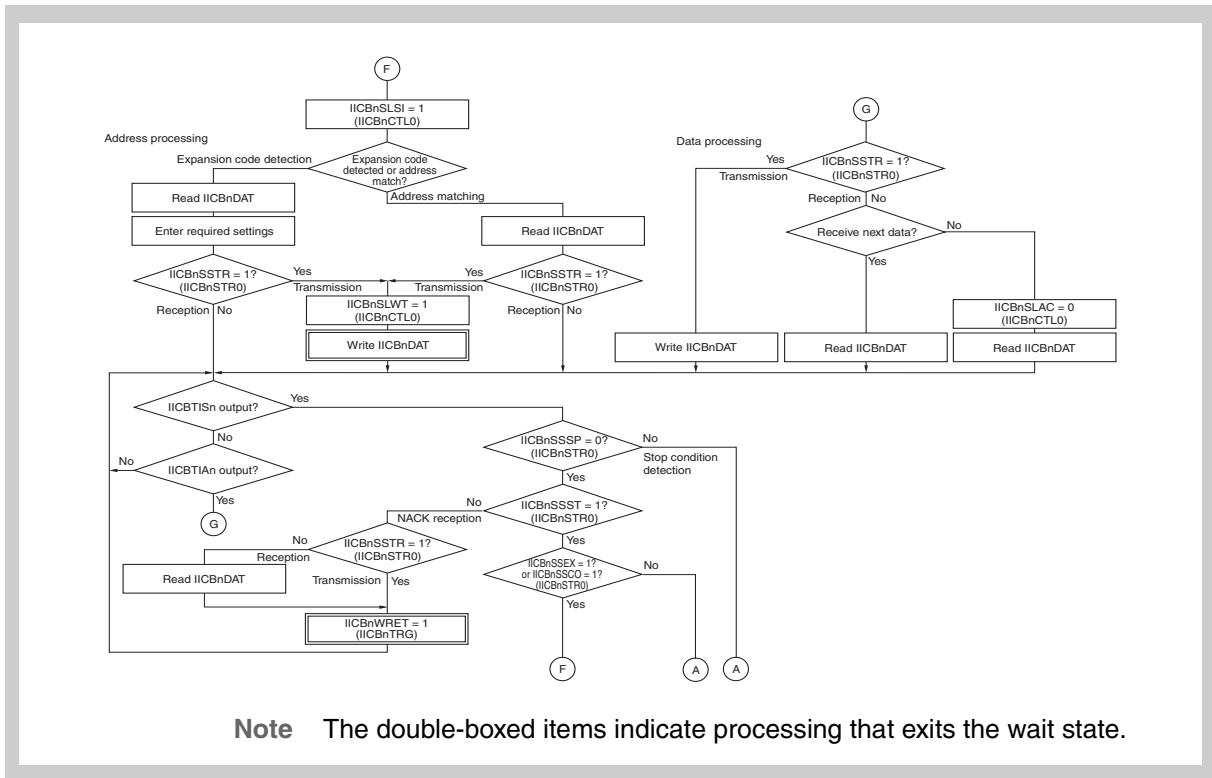 F
IICBnSLSI = 1
(IICBnCTL0)
Address processing
Expansion code detection
Expansion code
detected or address
match?
Address matching
Read IICBnDAT
Enter required settings
IICBnSSTR = 1?
(IICBnSTR0)
Yes
Transmission
Reception
No
Read IICBnDAT
IICBnSSTR = 1?
(IICBnSTR0)
Yes
Transmission
Reception
No
IICBnSLWT = 1
(IICBnCTL0)
Write IICBnDAT
G
Data processing
IICBnSSTR = 1?
(IICBnSTR0)
Yes
Transmission
Reception
No
Receive next data?
No
Yes
IICBnSLAC = 0
(IICBnCTL0)
Write IICBnDAT
Read IICBnDAT
Read IICBnDAT
IICBTISn output?
Yes
No
IICBTIAn output?
No
Yes
G
IICBnSSSP = 0?
(IICBnSTR0)
No
Stop condition
detection
Yes
IICBnSSST = 1?
(IICBnSTR0)
No
NACK reception
Yes
IICBnSSTR = 1?
(IICBnSTR0)
No
Reception
Transmission
Yes
Read IICBnDAT
IICBnWRET = 1
(IICBnTRG)
IICBnSSEX = 1?
or IICBnSSCO = 1?
(IICBnSTR0)
No
Yes
F
A
A
Note The double-boxed items indicate processing that exits the wait state.